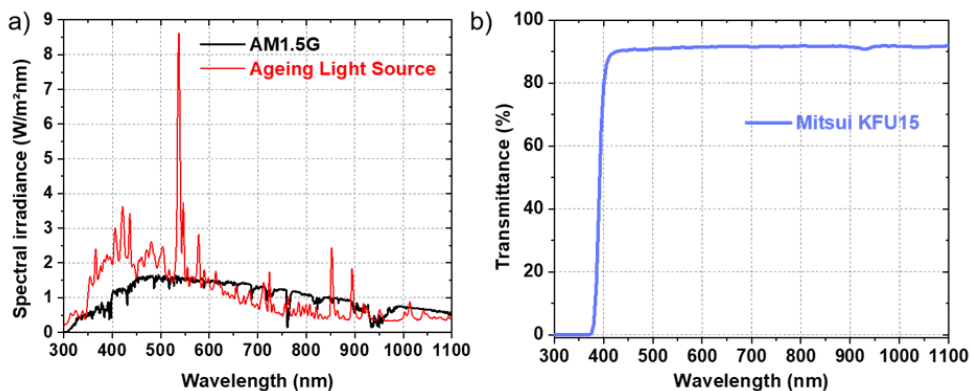 a)
AM1.5G
Ageing Light Source
Spectral irradiance (W/m²nm)
9
8
7
6
5
4
3
2
1
0
300 400 500 600 700 800 900 1000 1100
Wavelength (nm)
b)
Mitsui KFU15
Transmittance (%)
100
80
60
40
20
0
300 400 500 600 700 800 900 1000 1100
Wavelength (nm)